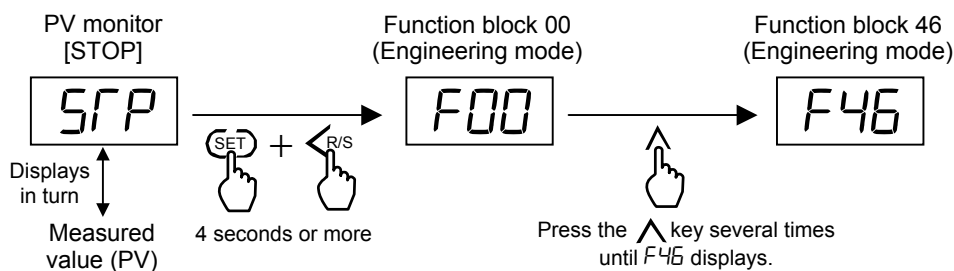 PV monitor
[STOP]
STP
Displays
in turn
Measured
value (PV)
SET + <R/S
4 seconds or more
Function block 00
(Engineering mode)
F00
Press the ∧ key several times
until F46 displays.
Function block 46
(Engineering mode)
F46